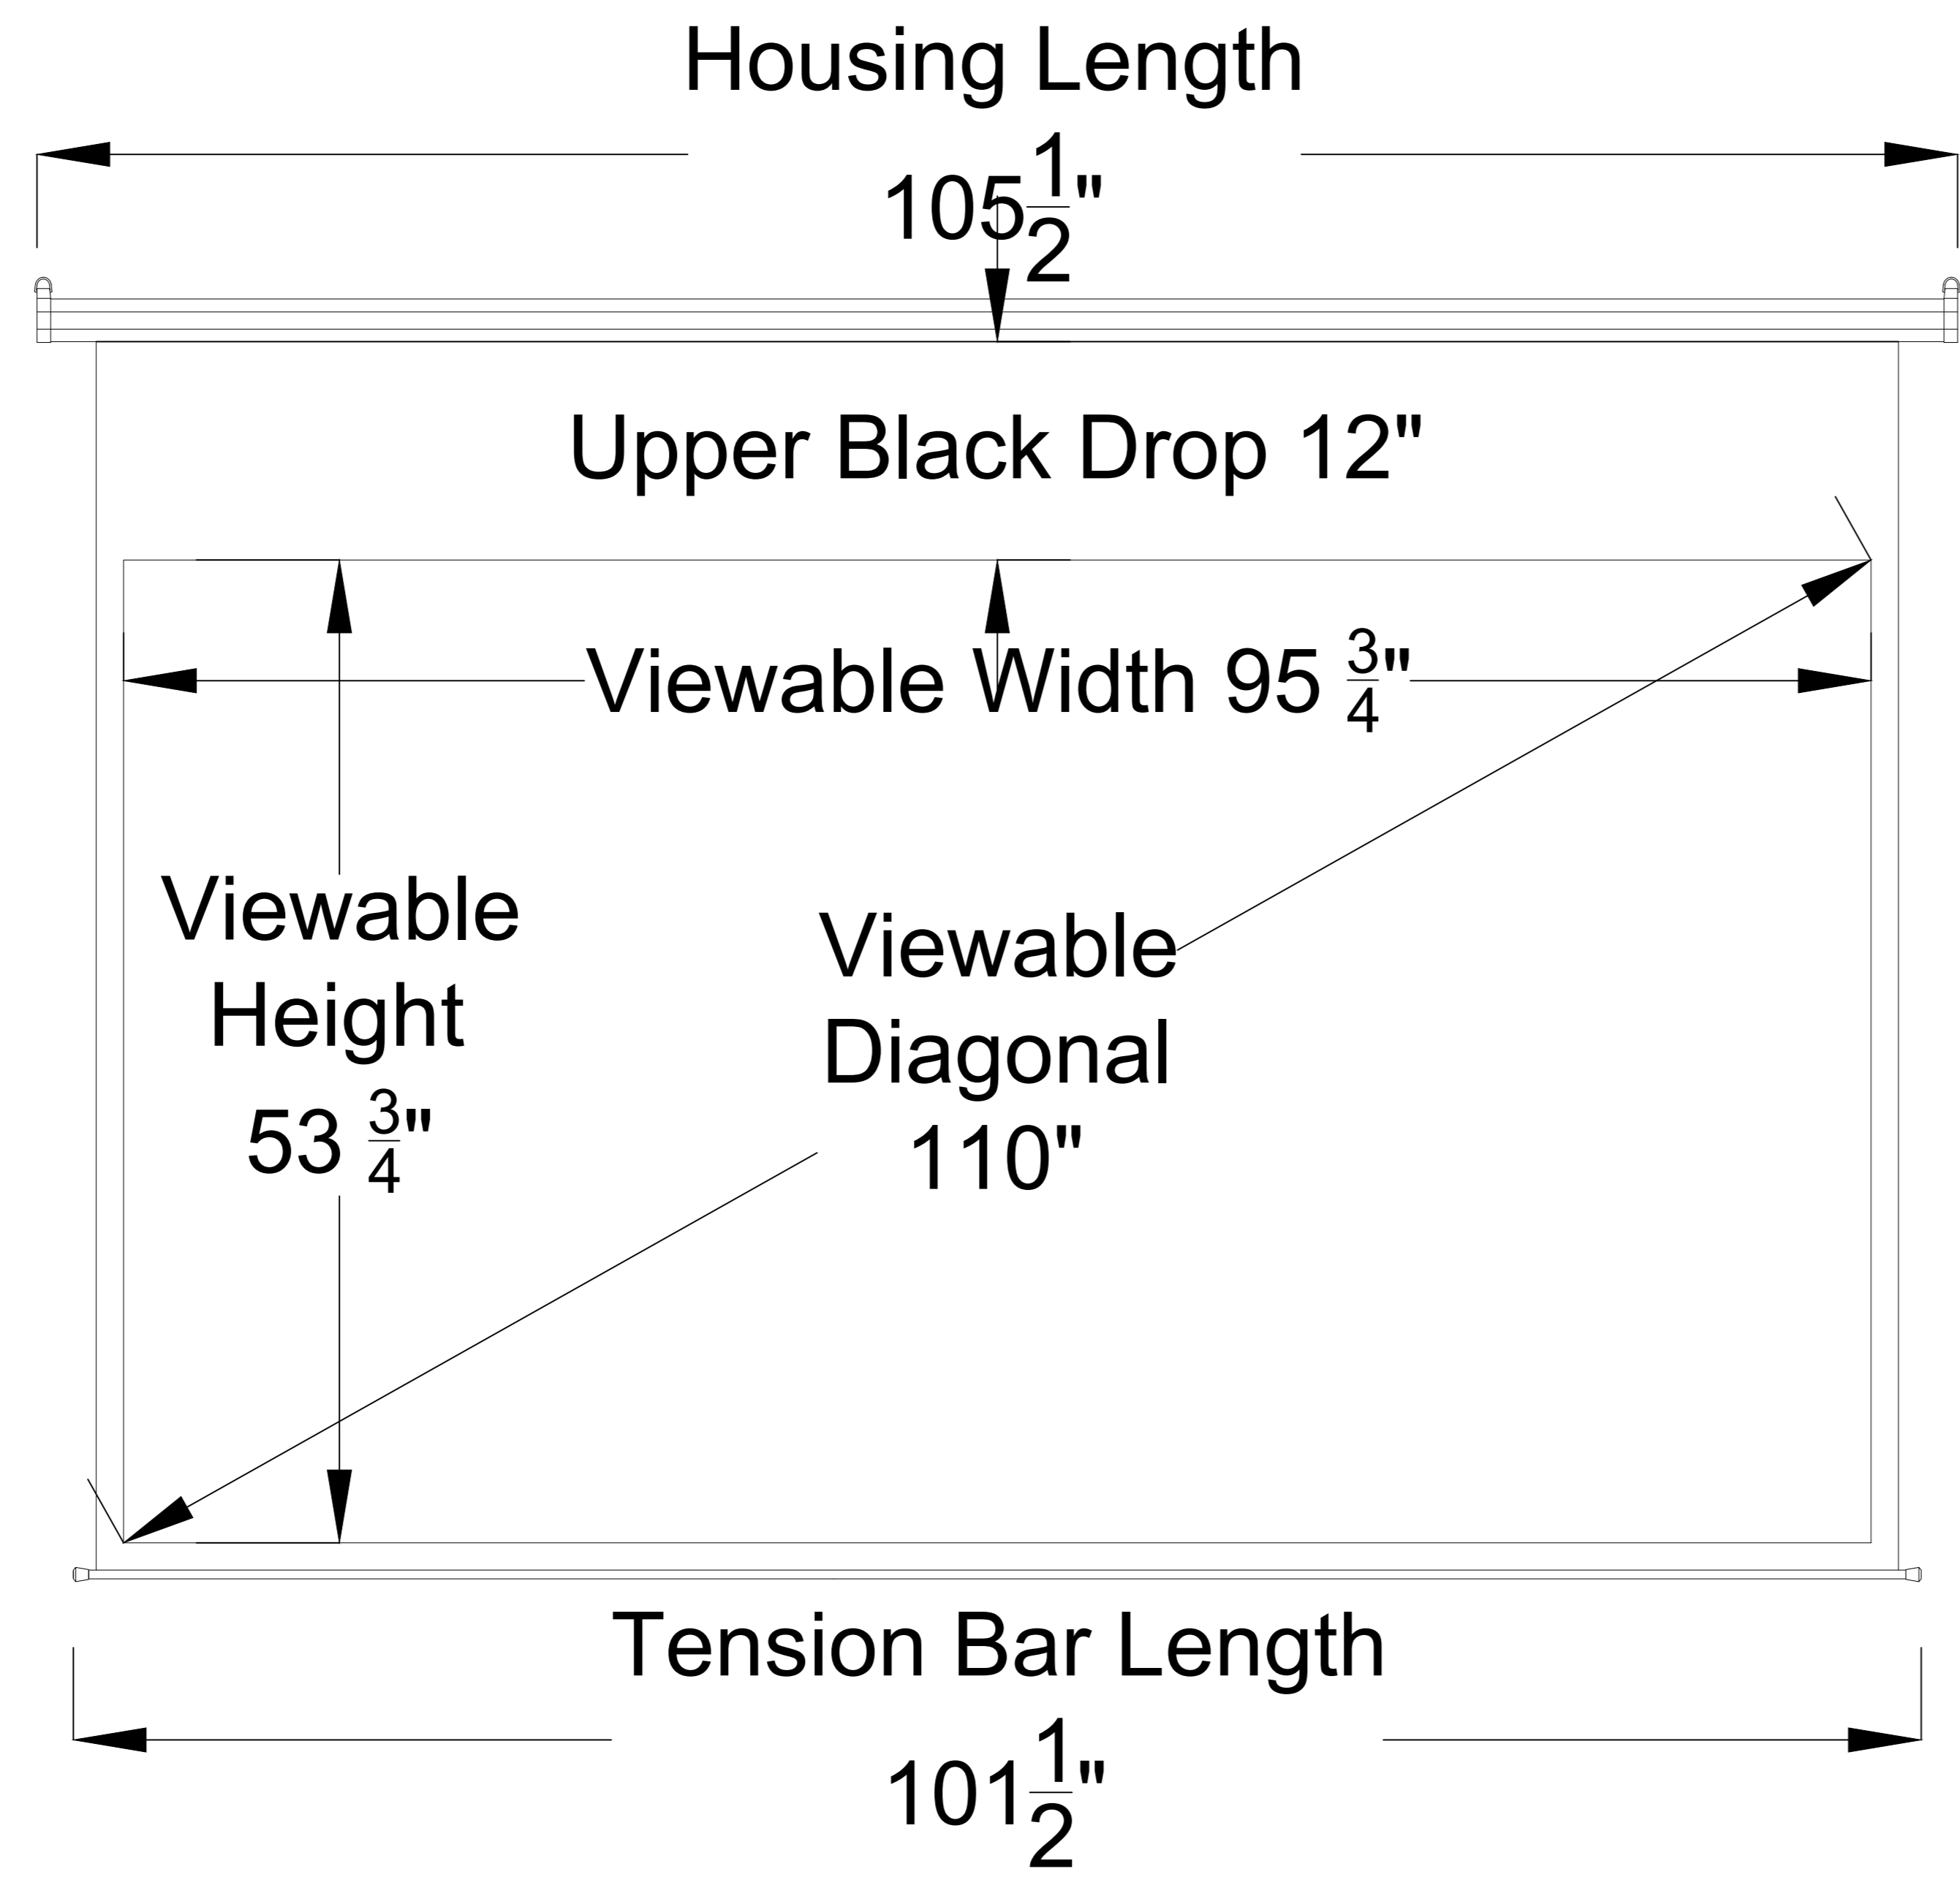 Housing Length
105 1/2"
Upper Black Drop 12"
Viewable Width 95 3/4"
Viewable
Height
53 3/4"
Viewable
Diagonal
110"
Tension Bar Length
101 1/2"